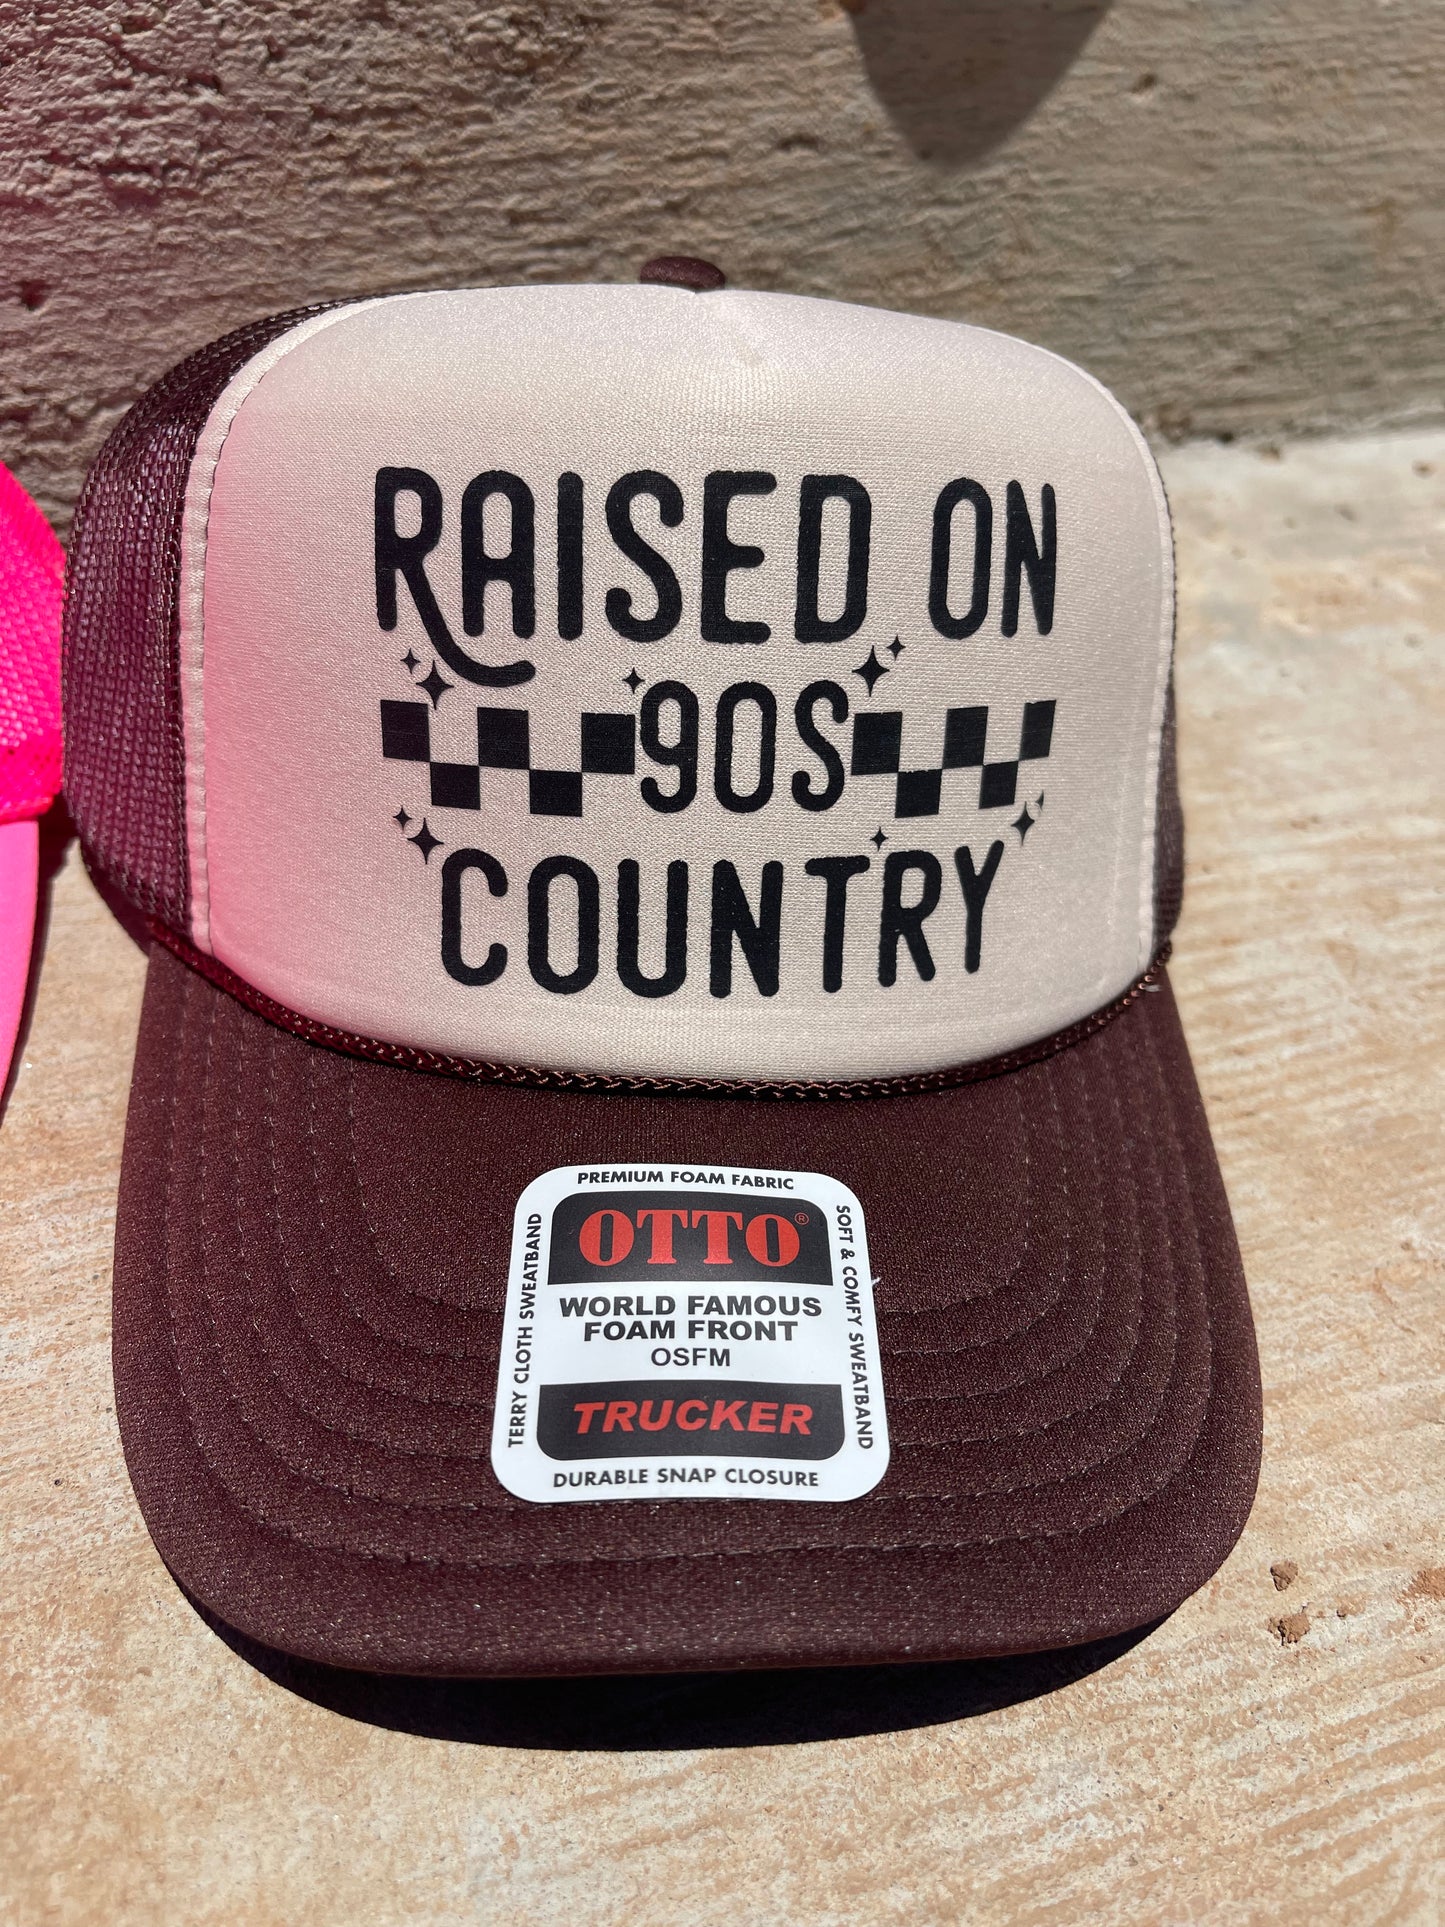 RAISED ON
90S
COUNTRY
PREMIUM FOAM FABRIC
OTTO®
WORLD FAMOUS
FOAM FRONT
OSFM
TRUCKER
DURABLE SNAP CLOSURE
TERRY CLOTH SWEATBAND
SOFT & COMFY SWEATBAND